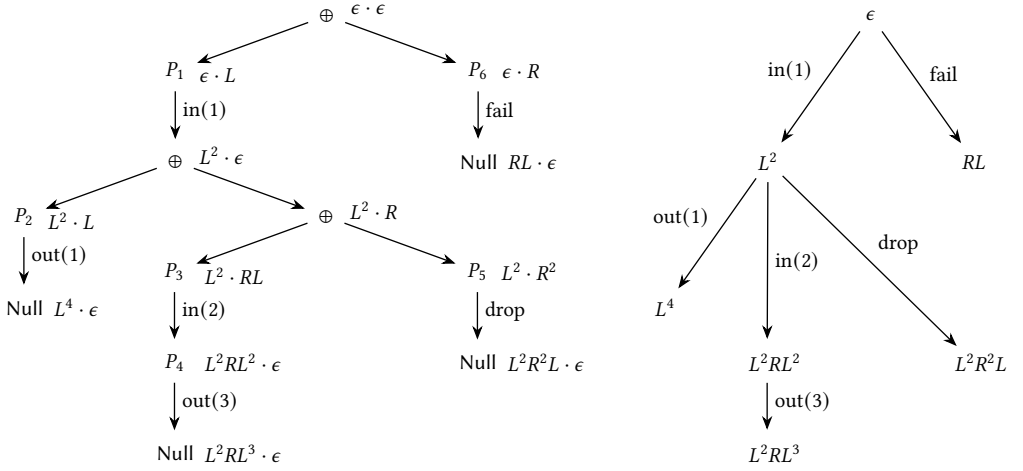 ⊕ ϵ · ϵ
P₁ ϵ · L
P₆ ϵ · R
in(1)
fail
⊕ L² · ϵ
Null RL · ϵ
P₂ L² · L
⊕ L² · R
out(1)
P₃ L² · RL
P₅ L² · R²
Null L⁴ · ϵ
in(2)
drop
P₄ L²RL² · ϵ
Null L²R²L · ϵ
out(3)
Null L²RL³ · ϵ
ϵ
in(1)
fail
L²
RL
out(1)
in(2)
drop
L⁴
L²RL²
L²R²L
out(3)
L²RL³